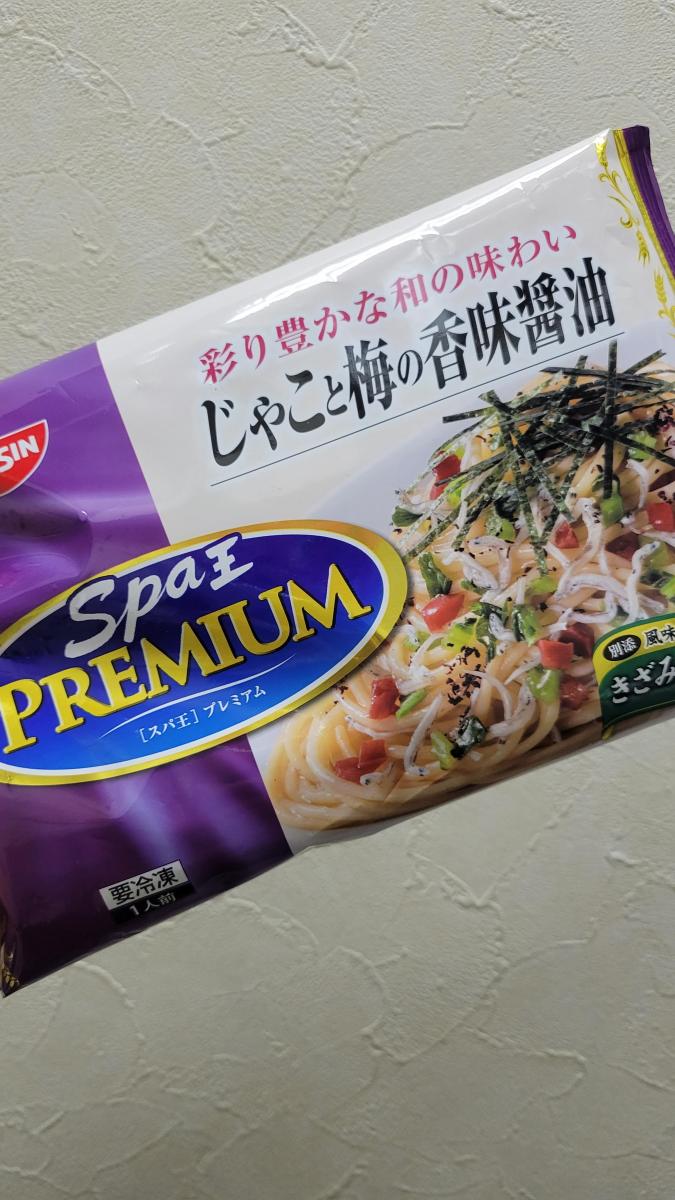 彩り豊かな和の味わい
じゃこと梅の香味醤油
SIN
Spa王
PREMIUM
[スパ王] プレミアム
別添 風味
きざみ
要冷凍
1人前